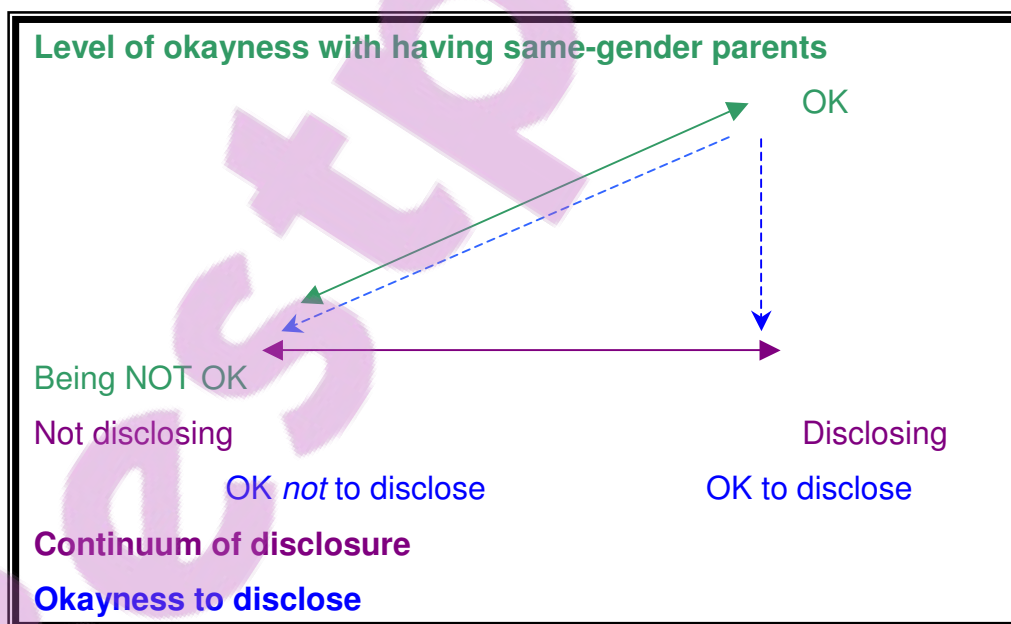 Level of okayness with having same-gender parents
OK
Being NOT OK
Not disclosing Disclosing
OK not to disclose OK to disclose
Continuum of disclosure
Okayness to disclose